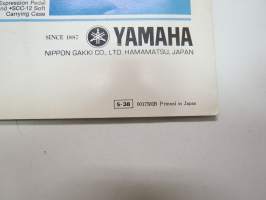 Expression Pedal
and •SCC-12 Soft
Carrying Case
SINCE 1887
YAMAHA
NIPPON GAKKI CO., LTD. HAMAMATSU, JAPAN
S-36
Printed in Japan